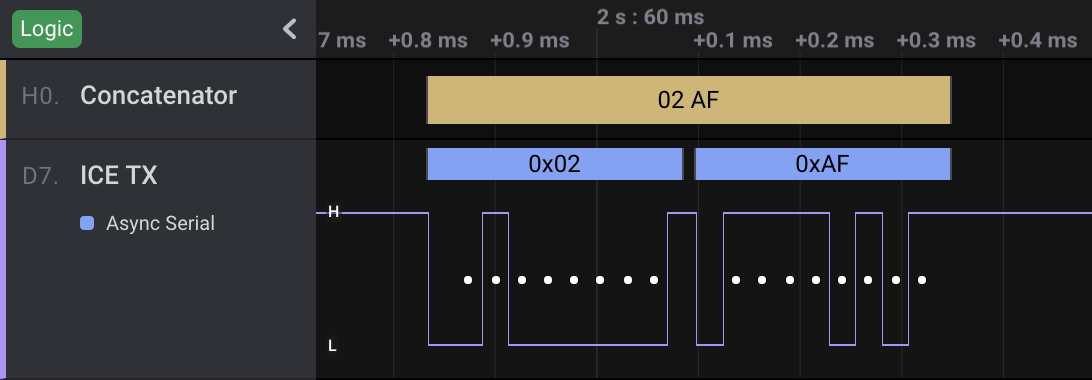 Logic
2 s : 60 ms
7 ms +0.8 ms +0.9 ms +0.1 ms +0.2 ms +0.3 ms +0.4 ms
H0. Concatenator
02 AF
D7. ICE TX
0x02 0xAF
Async Serial
H
L